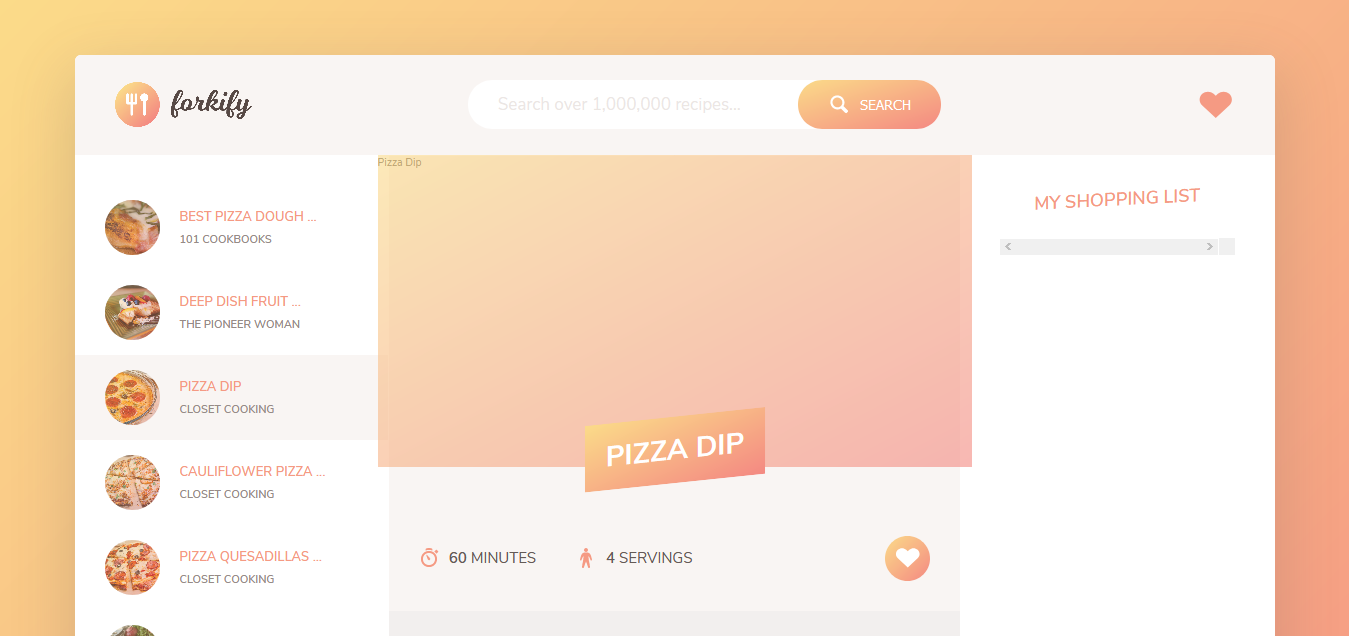 forkify
Search over 1,000,000 recipes...
SEARCH
BEST PIZZA DOUGH ...
101 COOKBOOKS
DEEP DISH FRUIT ...
THE PIONEER WOMAN
PIZZA DIP
CLOSET COOKING
CAULIFLOWER PIZZA ...
CLOSET COOKING
PIZZA QUESADILLAS ...
CLOSET COOKING
Pizza Dip
PIZZA DIP
60 MINUTES
4 SERVINGS
MY SHOPPING LIST